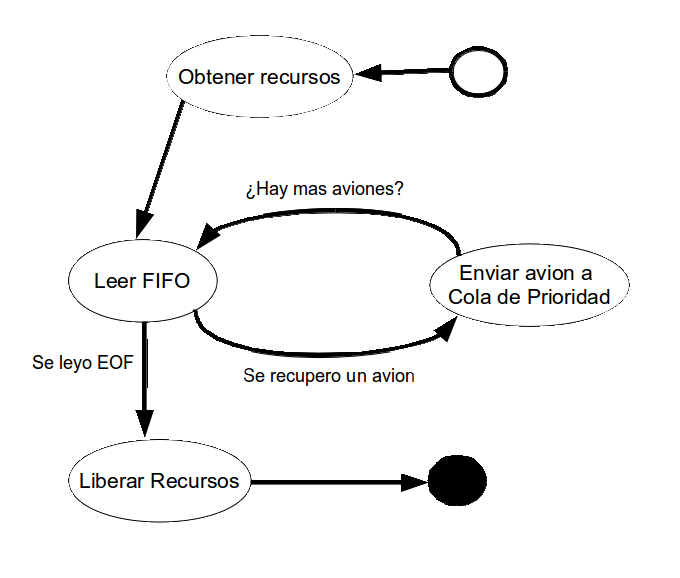 Obtener recursos
¿Hay mas aviones?
Leer FIFO
Enviar avion a
Cola de Prioridad
Se leyo EOF
Se recupero un avion
Liberar Recursos